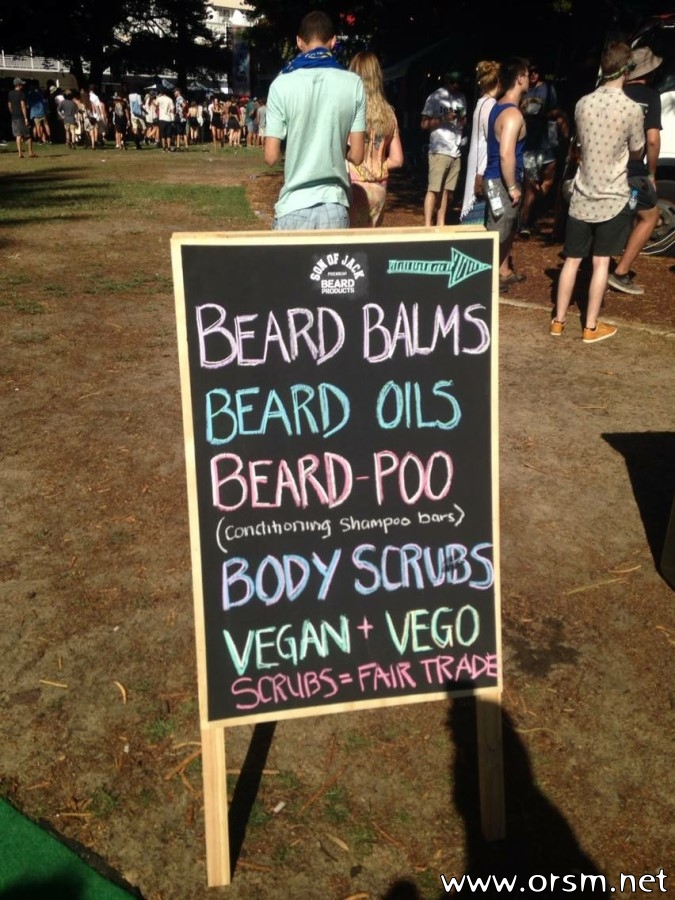 SON OF JACK
PREMIUM
BEARD
PRODUCTS
BEARD BALMS
BEARD OILS
BEARD-POO
(conditioning shampoo bars)
BODY SCRUBS
VEGAN + VEGO
SCRUBS = FAIR TRADE
www.orsm.net